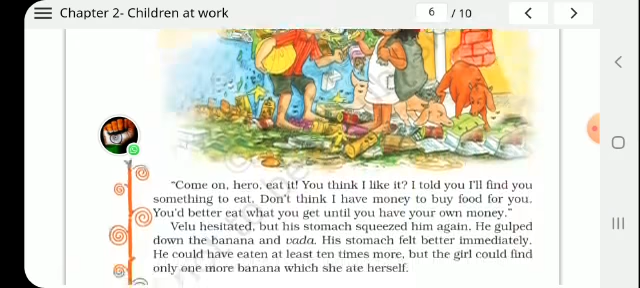 Chapter 2- Children at work
6 / 10
"Come on, hero, eat it! You think I like it? I told you I'll find you
something to eat. Don't think I have money to buy food for you.
You'd better eat what you get until you have your own money."
Velu hesitated, but his stomach squeezed him again. He gulped
down the banana and vada. His stomach felt better immediately.
He could have eaten at least ten times more, but the girl could find
only one more banana which she ate herself.